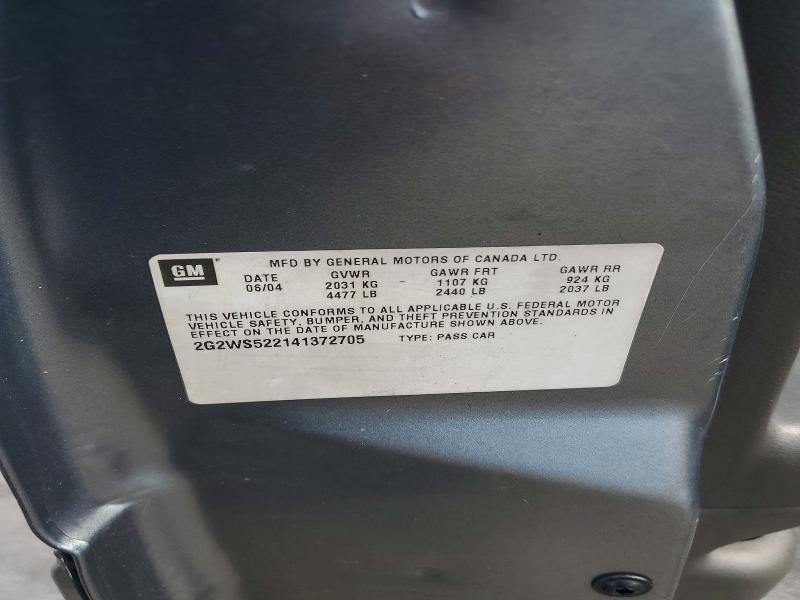 GM
MFD BY GENERAL MOTORS OF CANADA LTD.
DATE GVWR GAWR FRT GAWR RR
06/04 2031 KG - 1107 KG 924 KG
4477 LB 2440 LB 2037 LB
THIS VEHICLE CONFORMS TO ALL APPLICABLE U.S. FEDERAL MOTOR
VEHICLE SAFETY, BUMPER, AND THEFT PREVENTION STANDARDS IN
EFFECT ON THE DATE OF MANUFACTURE SHOWN ABOVE.
2G2WS522141372705 TYPE: PASS CAR